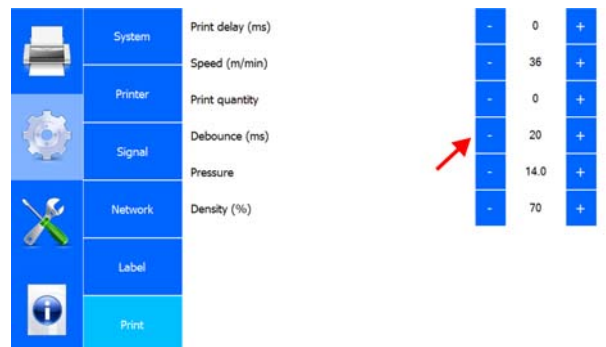 System
Printer
Signal
Network
Label
Print
Print delay (ms) - 0 +
Speed (m/min) - 36 +
Print quantity - 0 +
Debounce (ms) - 20 +
Pressure - 14.0 +
Density (%) - 70 +